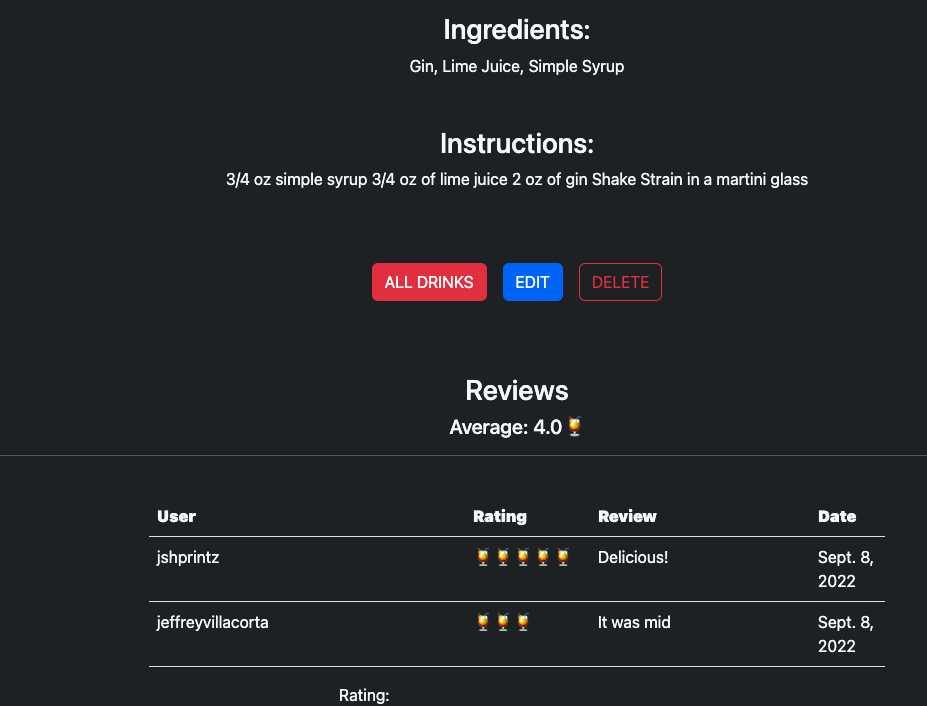 Ingredients:
Gin, Lime Juice, Simple Syrup
Instructions:
3/4 oz simple syrup 3/4 oz of lime juice 2 oz of gin Shake Strain in a martini glass
ALL DRINKS EDIT DELETE
Reviews
Average: 4.0🍹
User Rating Review Date
jshprintz 🍹🍹🍹🍹🍹 Delicious! Sept. 8,
2022
jeffreyvillacorta 🍹🍹🍹 It was mid Sept. 8,
2022
Rating: